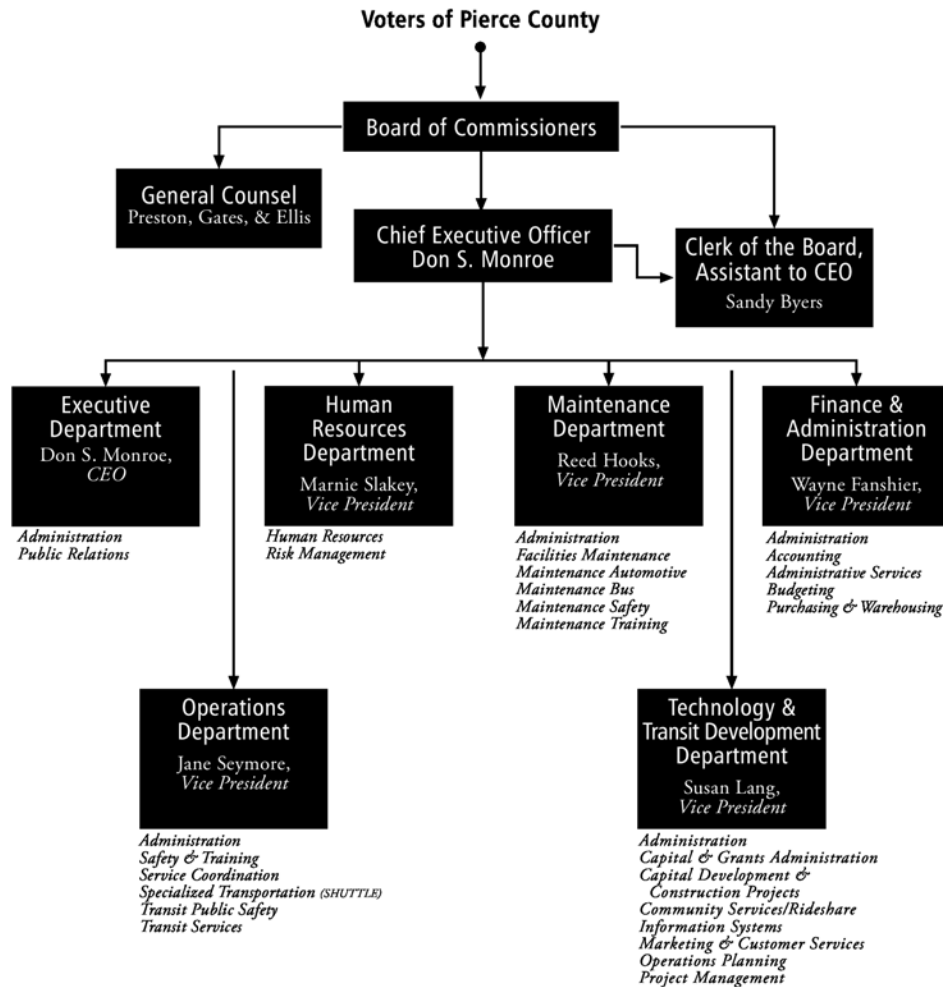 Voters of Pierce County
Board of Commissioners
General Counsel
Preston, Gates, & Ellis
Chief Executive Officer
Don S. Monroe
Clerk of the Board,
Assistant to CEO
Sandy Byers
Executive
Department
Don S. Monroe,
CEO
Administration
Public Relations
Human
Resources
Department
Marnie Slakey,
Vice President
Human Resources
Risk Management
Maintenance
Department
Reed Hooks,
Vice President
Administration
Facilities Maintenance
Maintenance Automotive
Maintenance Bus
Maintenance Safety
Maintenance Training
Finance &
Administration
Department
Wayne Fanshier,
Vice President
Administration
Accounting
Administrative Services
Budgeting
Purchasing & Warehousing
Operations
Department
Jane Seymore,
Vice President
Administration
Safety & Training
Service Coordination
Specialized Transportation (SHUTTLE)
Transit Public Safety
Transit Services
Technology &
Transit Development
Department
Susan Lang,
Vice President
Administration
Capital & Grants Administration
Capital Development &
Construction Projects
Community Services/Rideshare
Information Systems
Marketing & Customer Services
Operations Planning
Project Management